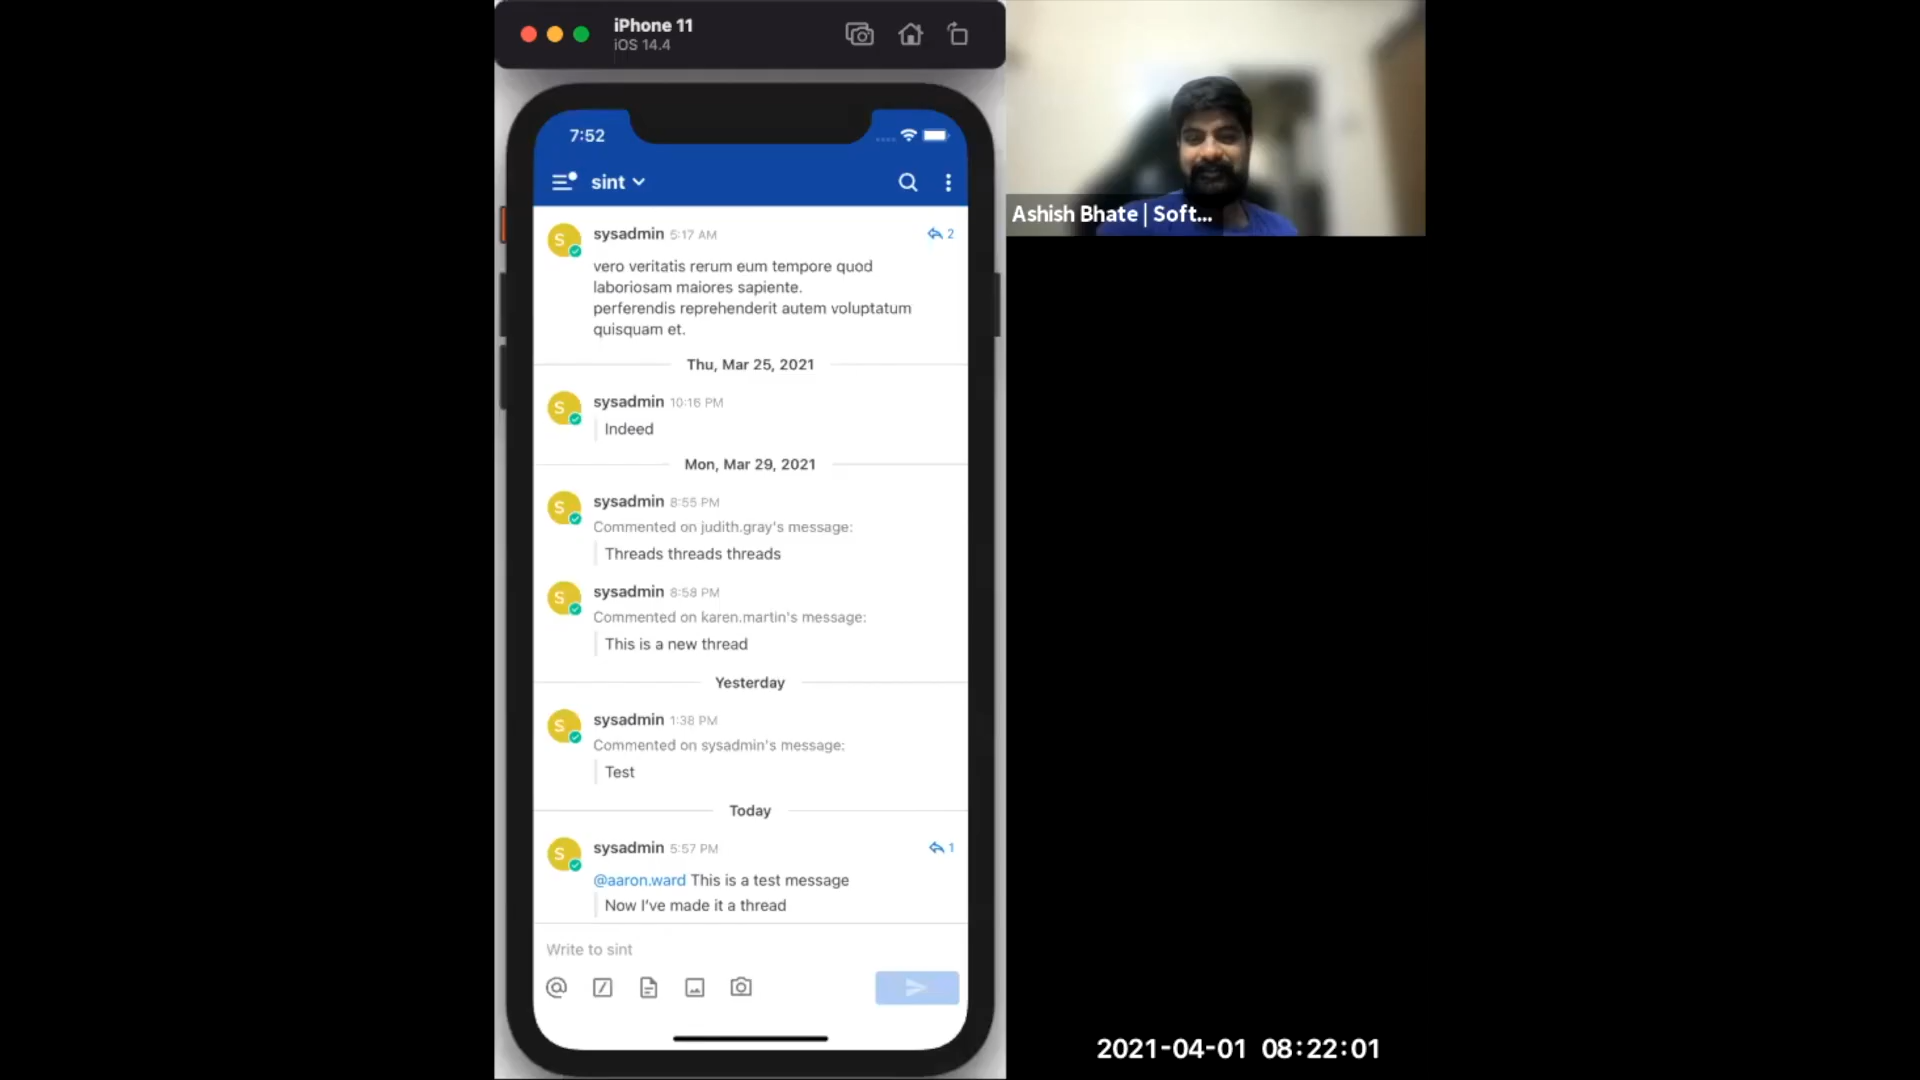 iPhone 11
iOS 14.4
7:52
sint
sysadmin 5:17 AM
2
S
vero veritatis rerum eum tempore quod
laboriosam maiores sapiente.
perferendis reprehenderit autem voluptatum
quisquam et.
Thu, Mar 25, 2021
sysadmin 10:16 PM
S
Indeed
Mon, Mar 29, 2021
sysadmin 8:55 PM
S
Commented on judith.gray's message:
Threads threads threads
sysadmin 8:58 PM
S
Commented on karen.martin's message:
This is a new thread
Yesterday
sysadmin 1:38 PM
S
Commented on sysadmin's message:
Test
Today
sysadmin 5:57 PM
1
S
@aaron.ward This is a test message
Now I've made it a thread
Write to sint
@
Ashish Bhate | Soft...
2021-04-01 08:22:01